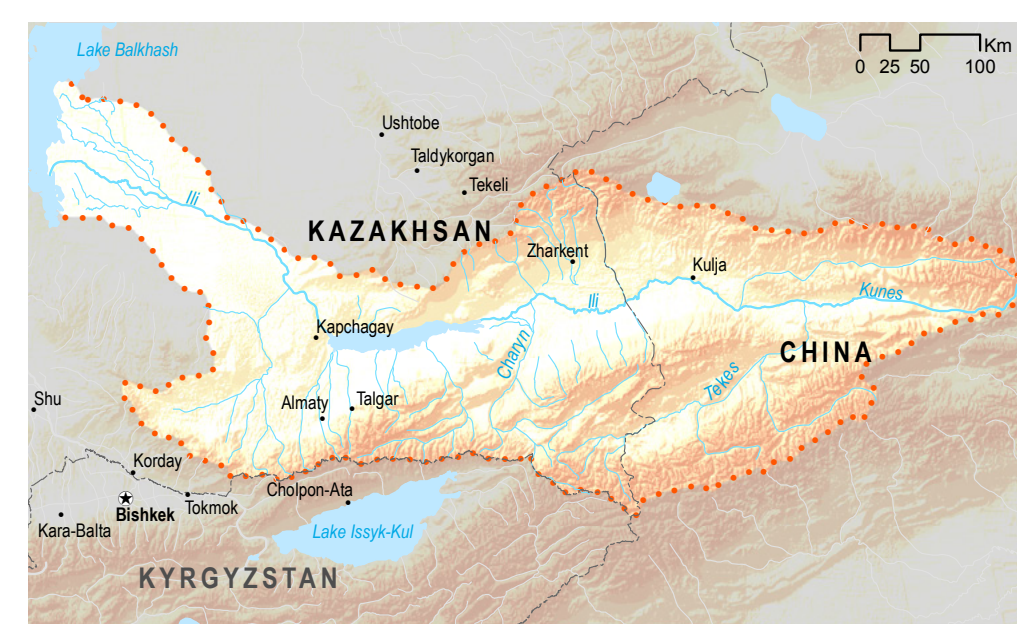 Lake Balkhash
Km
0 25 50 100
Ushtobe
Taldykorgan
Tekeli
Ili
KAZAKHSAN
Zharkent
Kulja
Ili
Kunes
Kapchagay
Charyn
CHINA
Tekes
Shu
Almaty
Talgar
Korday
Cholpon-Ata
Tokmok
Bishkek
Kara-Balta
Lake Issyk-Kul
KYRGYZSTAN